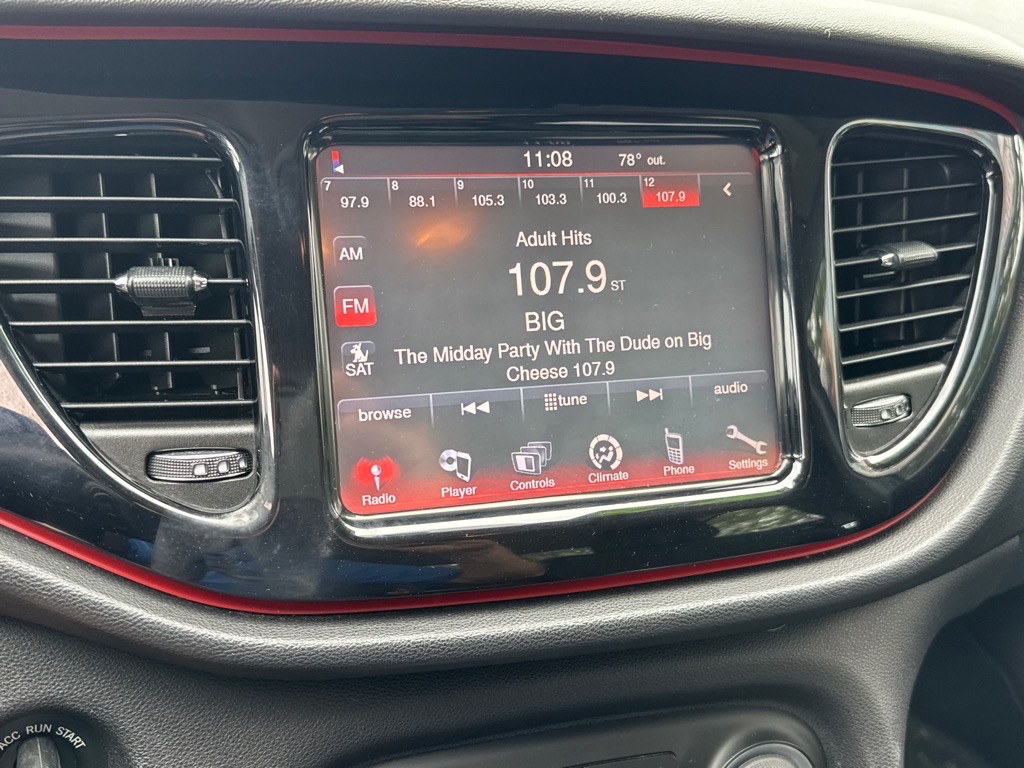 11:08 78° out.
7 8 9 10 11 12
97.9 88.1 105.3 103.3 100.3 107.9
Adult Hits
AM
107.9 ST
FM
BIG
The Midday Party With The Dude on Big
Cheese 107.9
SAT
browse tune audio
Radio Player Controls Climate Phone Settings
ACC RUN START